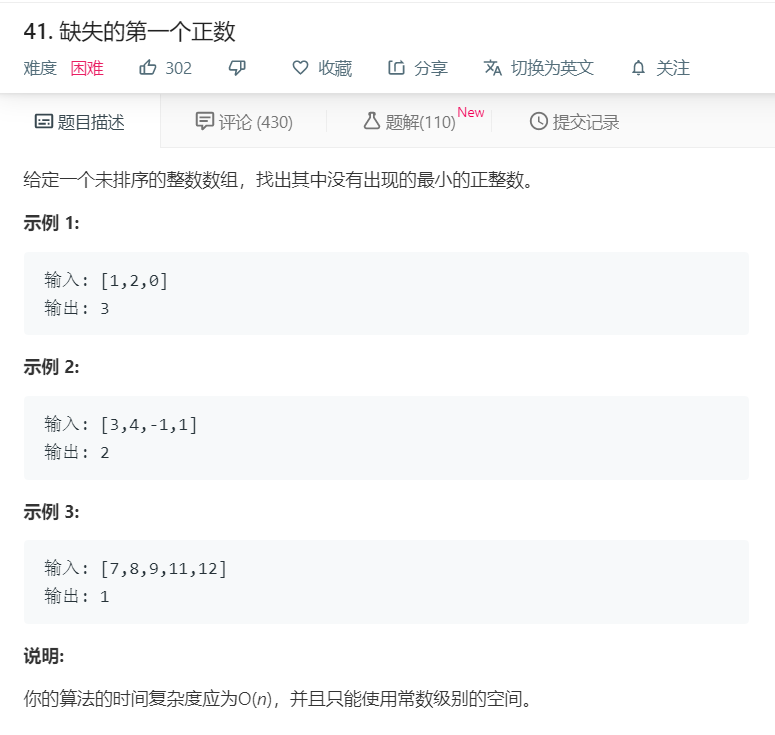 41. 缺失的第一个正数
难度 困难 302 收藏 分享 切换为英文 关注
题目描述 评论 (430) 题解(110) New 提交记录
给定一个未排序的整数数组，找出其中没有出现的最小的正整数。
示例 1:
输入: [1,2,0]
输出: 3
示例 2:
输入: [3,4,-1,1]
输出: 2
示例 3:
输入: [7,8,9,11,12]
输出: 1
说明:
你的算法的时间复杂度应为O(n)，并且只能使用常数级别的空间。